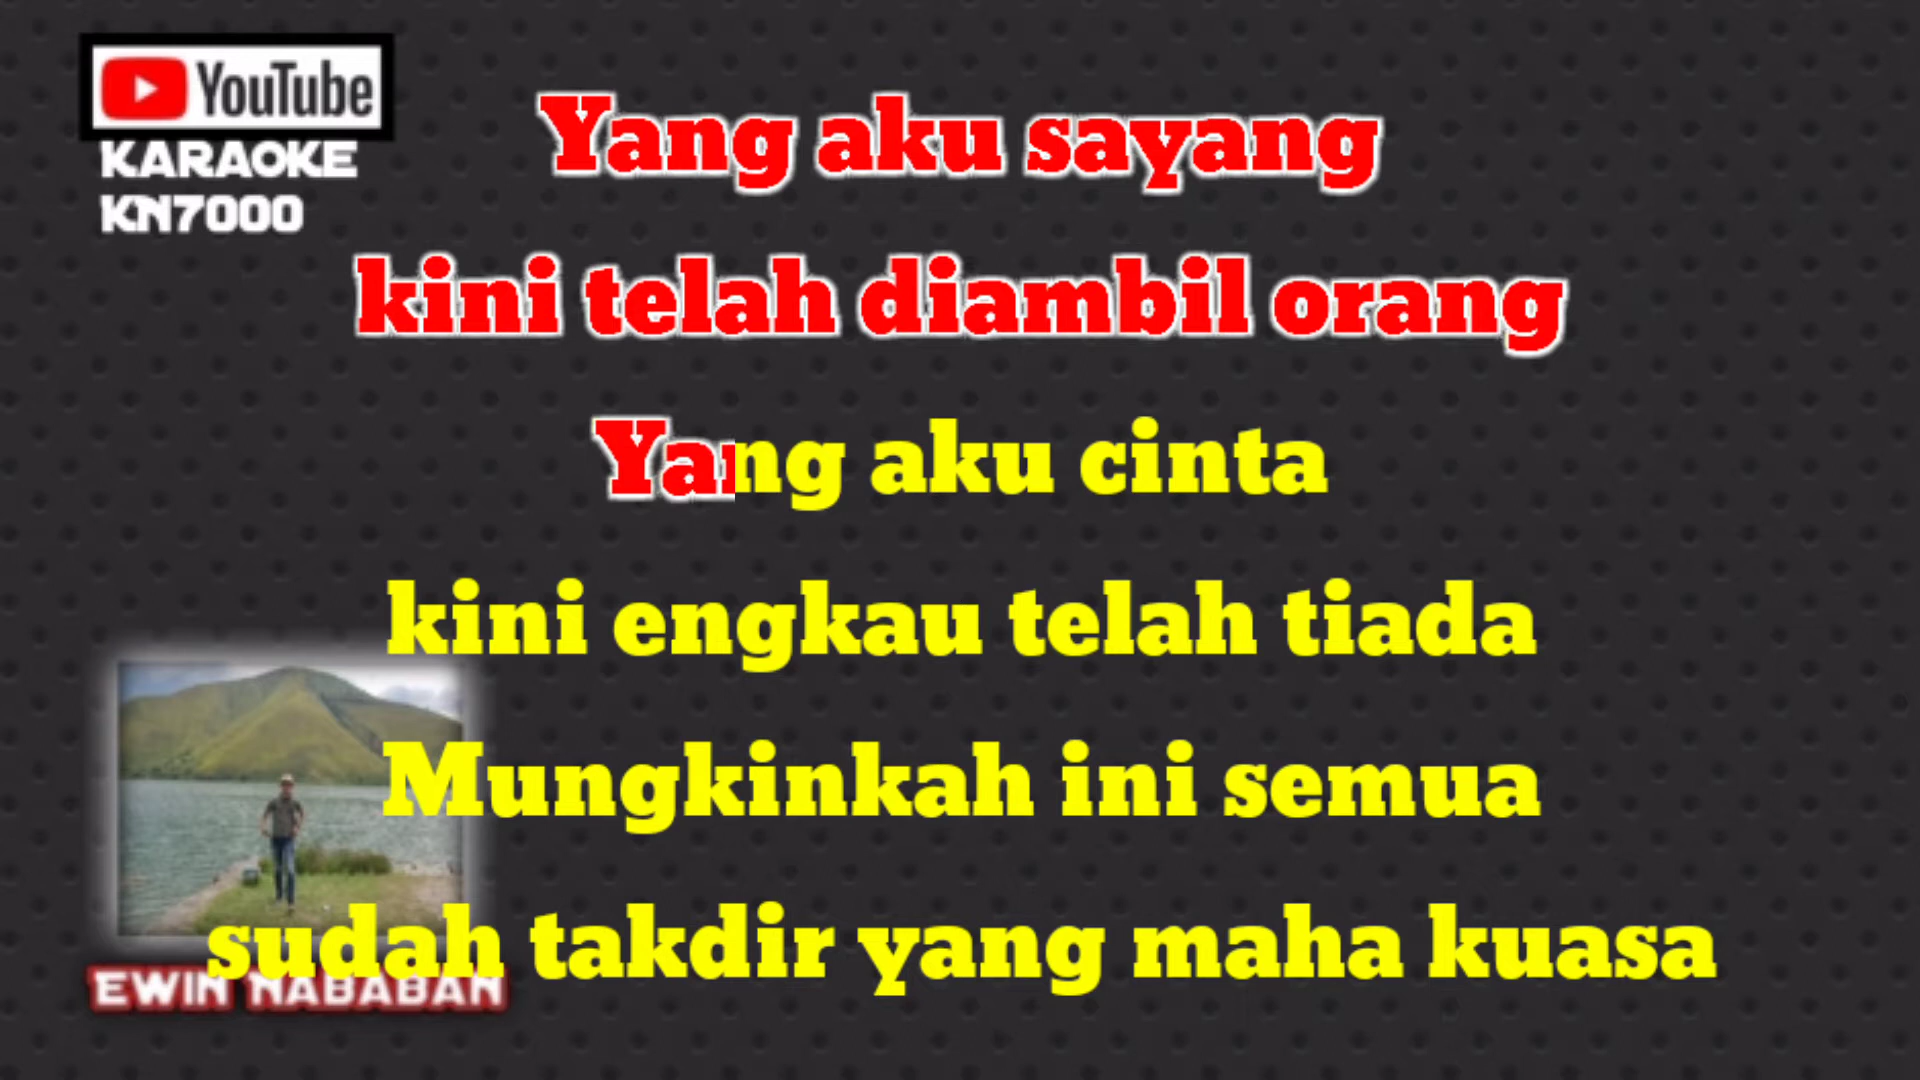 YouTube
KARAOKE
KN7000
Yang aku sayang
kini telah diambil orang
Yang aku cinta
kini engkau telah tiada
Mungkinkah ini semua
sudah takdir yang maha kuasa
EWIN NABABAN